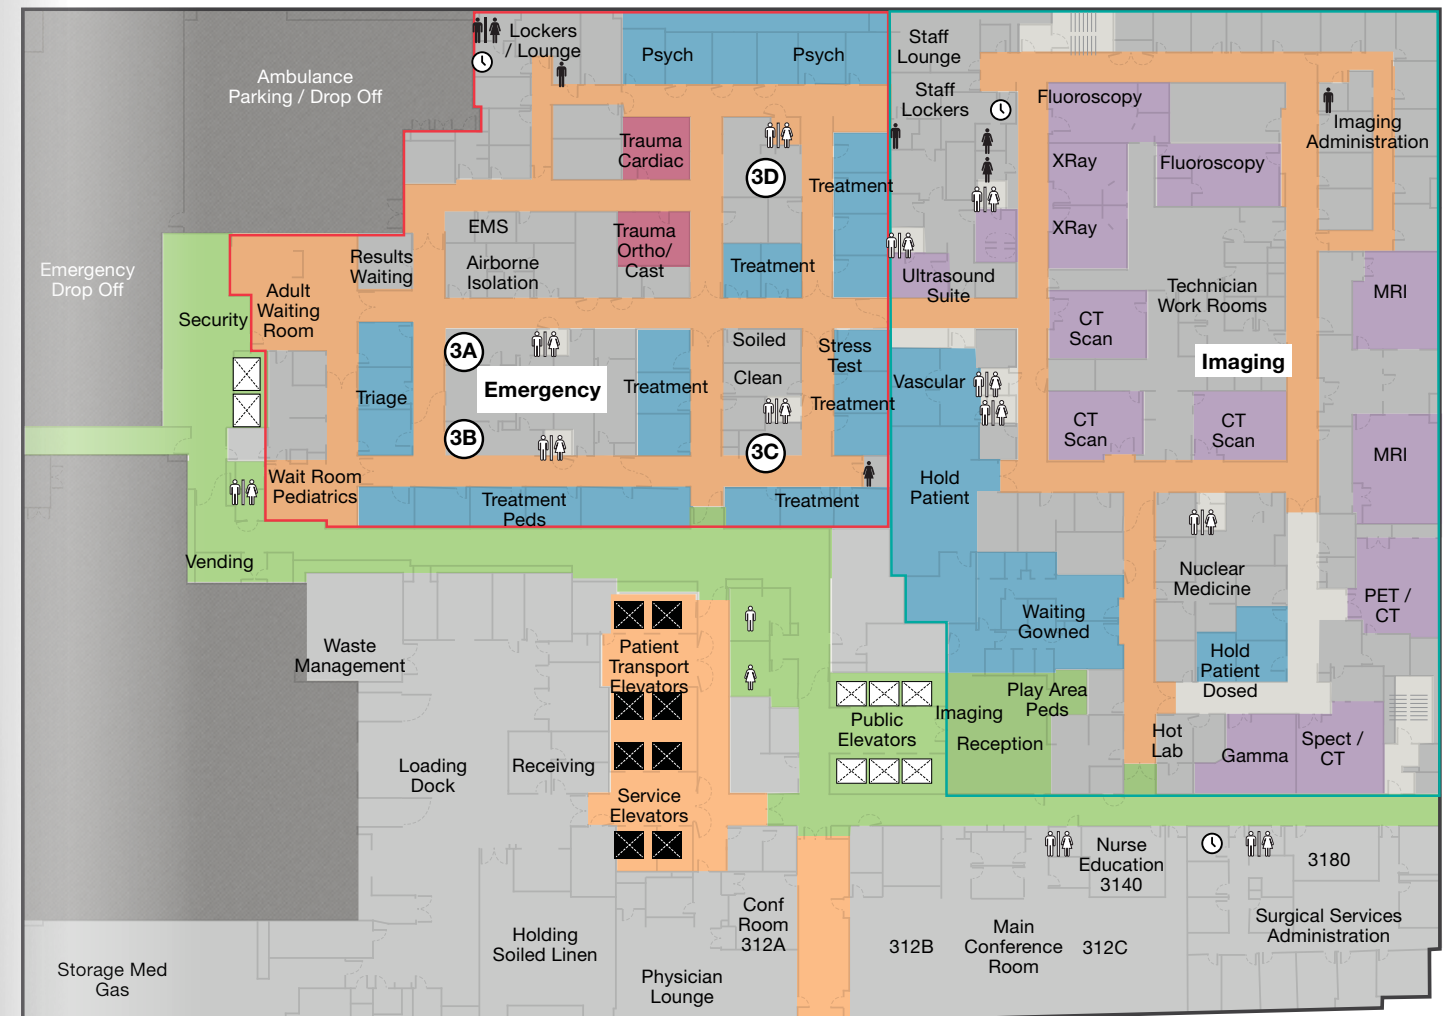 Lockers
/ Lounge
Psych
Psych
Staff
Lounge
Ambulance
Parking / Drop Off
Staff
Lockers
Fluoroscopy
Imaging
Administration
Trauma
Cardiac
XRay
Fluoroscopy
3D
Treatment
EMS
Trauma
Ortho/
Cast
XRay
Results
Waiting
Airborne
Isolation
Treatment
Ultrasound
Suite
Emergency
Drop Off
Adult
Waiting
Room
Technician
Work Rooms
MRI
Security
CT
Scan
3A
Soiled
Stress
Test
Imaging
Clean
Emergency
Treatment
Vascular
Triage
Treatment
CT
Scan
CT
Scan
3B
3C
MRI
Wait Room
Pediatrics
Hold
Patient
Treatment
Peds
Treatment
Vending
Nuclear
Medicine
PET /
CT
Waiting
Gowned
Waste
Management
Patient
Transport
Elevators
Hold
Patient
Dosed
Play Area
Peds
Public
Elevators
Imaging
Reception
Hot
Lab
Gamma
Spect /
CT
Loading
Dock
Receiving
Service
Elevators
Nurse
Education
3140
3180
Conf
Room
312A
Surgical Services
Administration
Holding
Soiled Linen
312B
Main
Conference
Room
312C
Storage Med
Gas
Physician
Lounge